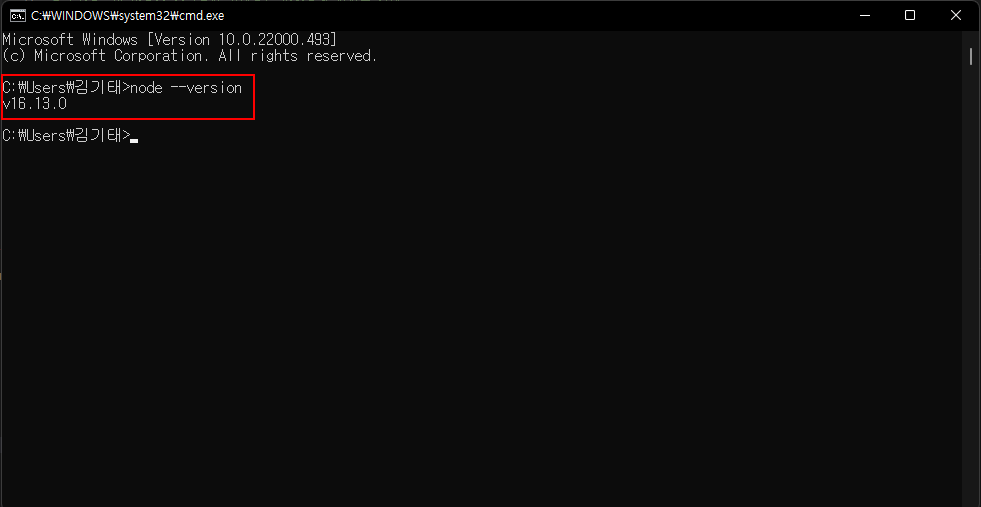 C:₩WINDOWS₩system32₩cmd.exe
Microsoft Windows [Version 10.0.22000.493]
(c) Microsoft Corporation. All rights reserved.
C:₩Users₩김기태>node --version
v16.13.0
C:₩Users₩김기태>